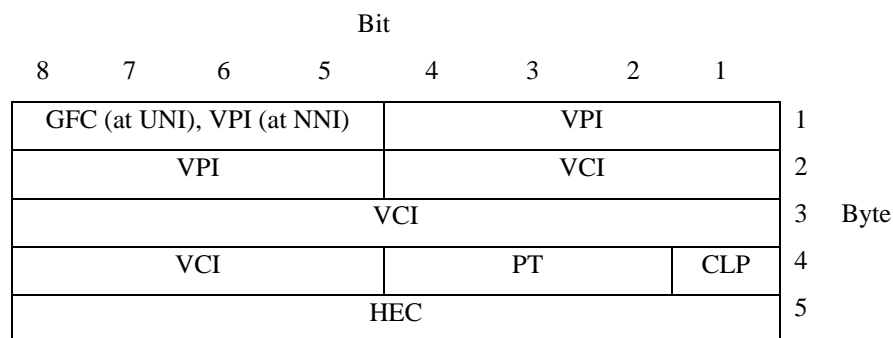 Bit
8 7 6 5 4 3 2 1
GFC (at UNI), VPI (at NNI) VPI 1
VPI VCI 2
VCI 3 Byte
VCI PT CLP 4
HEC 5